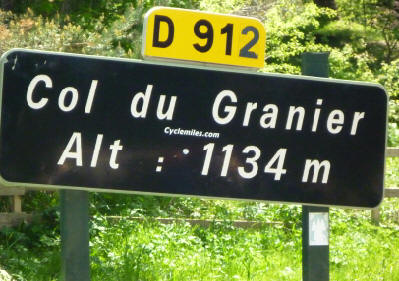 D 912
Col du Granier
Cyclemiles.com
Alt : 1134 m